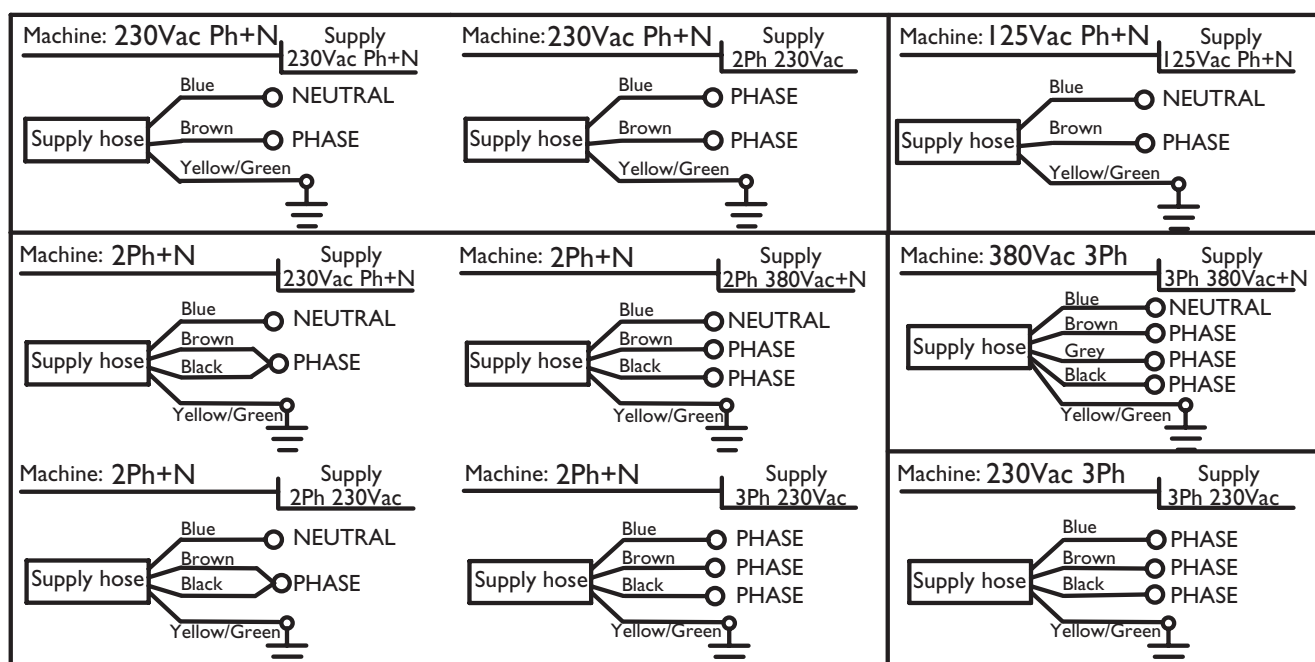 Machine: 230Vac Ph+N Supply
230Vac Ph+N
Blue
NEUTRAL
Supply hose
Brown
PHASE
Yellow/Green
Machine: 230Vac Ph+N Supply
2Ph 230Vac
Blue
PHASE
Supply hose
Brown
PHASE
Yellow/Green
Machine: 125Vac Ph+N Supply
125Vac Ph+N
Blue
NEUTRAL
Supply hose
Brown
PHASE
Yellow/Green
Machine: 2Ph+N Supply
230Vac Ph+N
Blue
NEUTRAL
Brown
Supply hose
PHASE
Black
Yellow/Green
Machine: 2Ph+N Supply
2Ph 380Vac+N
Blue
NEUTRAL
Brown
PHASE
Supply hose
Black
PHASE
Yellow/Green
Machine: 380Vac 3Ph Supply
3Ph 380Vac+N
Blue
NEUTRAL
Brown
PHASE
Supply hose
Grey
PHASE
Black
PHASE
Yellow/Green
Machine: 2Ph+N Supply
2Ph 230Vac
Blue
NEUTRAL
Brown
Supply hose
PHASE
Black
Yellow/Green
Machine: 2Ph+N Supply
3Ph 230Vac
Blue
PHASE
Brown
PHASE
Supply hose
Black
PHASE
Yellow/Green
Machine: 230Vac 3Ph Supply
3Ph 230Vac
Blue
PHASE
Brown
PHASE
Supply hose
Black
PHASE
Yellow/Green